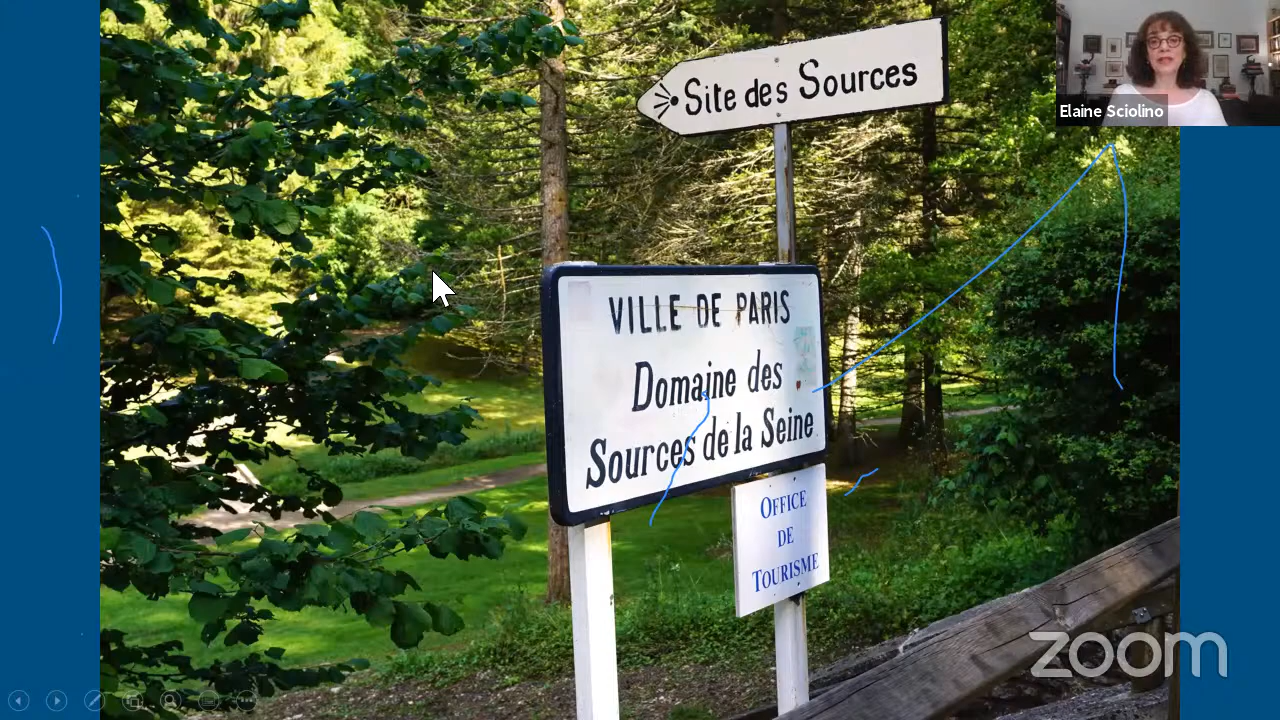 Site des Sources
Elaine Sciolino
VILLE DE PARIS
Domaine des
Sources de la Seine
OFFICE
DE
TOURISME
zoom